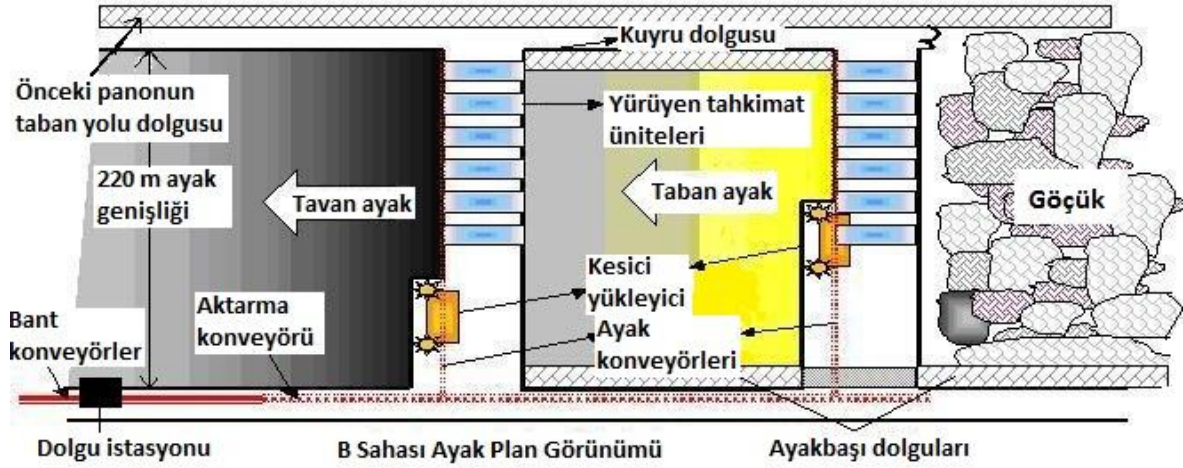 Kuyru dolgusu
Önceki panonun
taban yolu dolgusu
Yürüyen tahkimat
üniteleri
220 m ayak
genişliği
Tavan ayak
Taban ayak
Göçük
Kesici
yükleyici
Aktarma
konveyörü
Bant
konveyörler
Ayak
konveyörleri
Dolgu istasyonu
B Sahası Ayak Plan Görünümü
Ayakbaşı dolguları